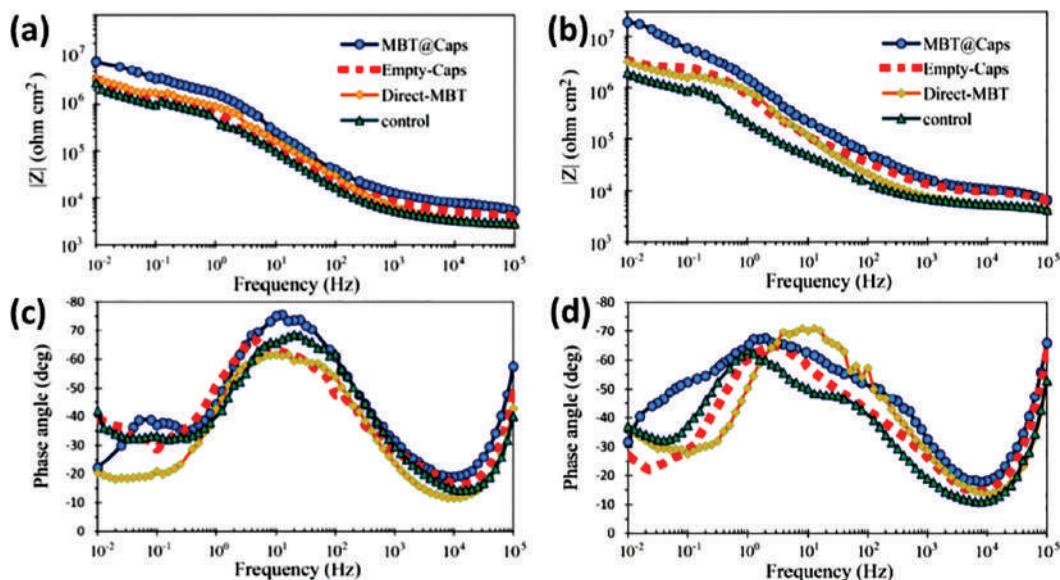 (a)
MBT@Caps
Empty-Caps
Direct-MBT
control
|Z| (ohm cm²)
10⁷
10⁶
10⁵
10⁴
10³
10⁻² 10⁻¹ 10⁰ 10¹ 10² 10³ 10⁴ 10⁵
Frequency (Hz)
(b)
MBT@Caps
Empty-Caps
Direct-MBT
control
|Z| (ohm cm²)
10⁷
10⁶
10⁵
10⁴
10³
10⁻² 10⁻¹ 10⁰ 10¹ 10² 10³ 10⁴ 10⁵
Frequency (Hz)
(c)
Phase angle (deg)
-80
-70
-60
-50
-40
-30
-20
-10
0
10⁻² 10⁻¹ 10⁰ 10¹ 10² 10³ 10⁴ 10⁵
Frequency (Hz)
(d)
Phase angle (deg)
-80
-70
-60
-50
-40
-30
-20
-10
0
10⁻² 10⁻¹ 10⁰ 10¹ 10² 10³ 10⁴ 10⁵
Frequency (Hz)